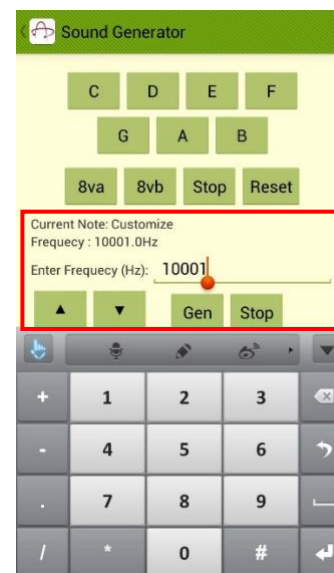 Sound Generator
C D E F
G A B
8va 8vb Stop Reset
Current Note: Customize
Frequecy : 10001.0Hz
Enter Frequecy (Hz): 10001
▲ ▼ Gen Stop
+ 1 2 3
- 4 5 6
. 7 8 9
/ * 0 #